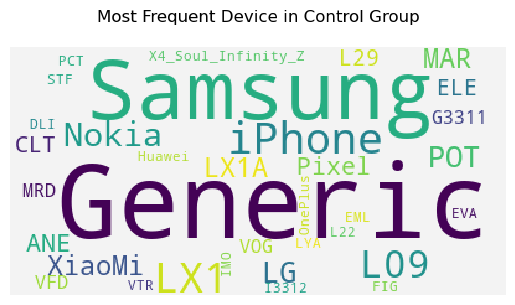 Most Frequent Device in Control Group
PCT
X4_Soul_Infinity_Z
L29
MAR
STF
Samsung
ELE
G3311
DLI
CLT
Nokia
iPhone
Huawei
LX1A
Pixel
POT
MRD
Generic
OnePlus
EML
EVA
L22
ANE
VOG
LYA
XiaoMi
LX1
IMO
LG
L09
VFD
VTR
I3312
FIG